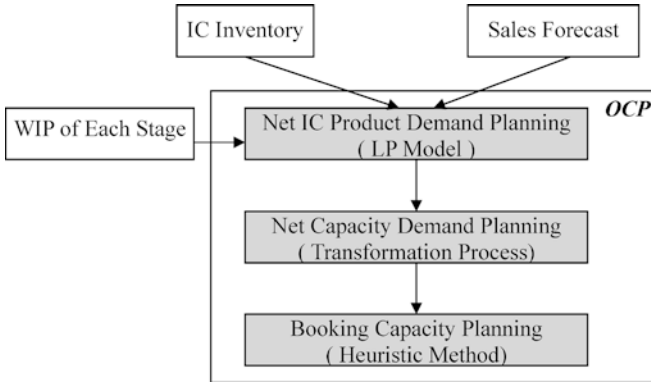 IC Inventory
Sales Forecast
OCP
WIP of Each Stage
Net IC Product Demand Planning
( LP Model )
Net Capacity Demand Planning
( Transformation Process)
Booking Capacity Planning
( Heuristic Method)